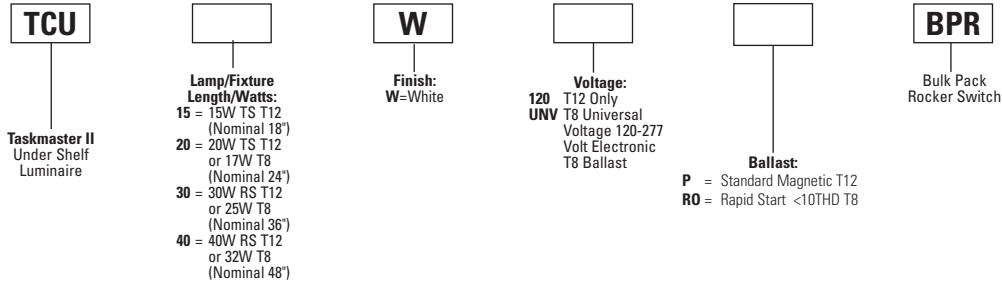 TCU
Taskmaster II
Under Shelf
Luminaire
Lamp/Fixture
Length/Watts:
15 = 15W TS T12
(Nominal 18")
20 = 20W TS T12
or 17W T8
(Nominal 24")
30 = 30W RS T12
or 25W T8
(Nominal 36")
40 = 40W RS T12
or 32W T8
(Nominal 48")
W
Finish:
W=White
Voltage:
120 T12 Only
UNV T8 Universal
Voltage 120-277
Volt Electronic
T8 Ballast
Ballast:
P = Standard Magnetic T12
RO = Rapid Start <10THD T8
BPR
Bulk Pack
Rocker Switch